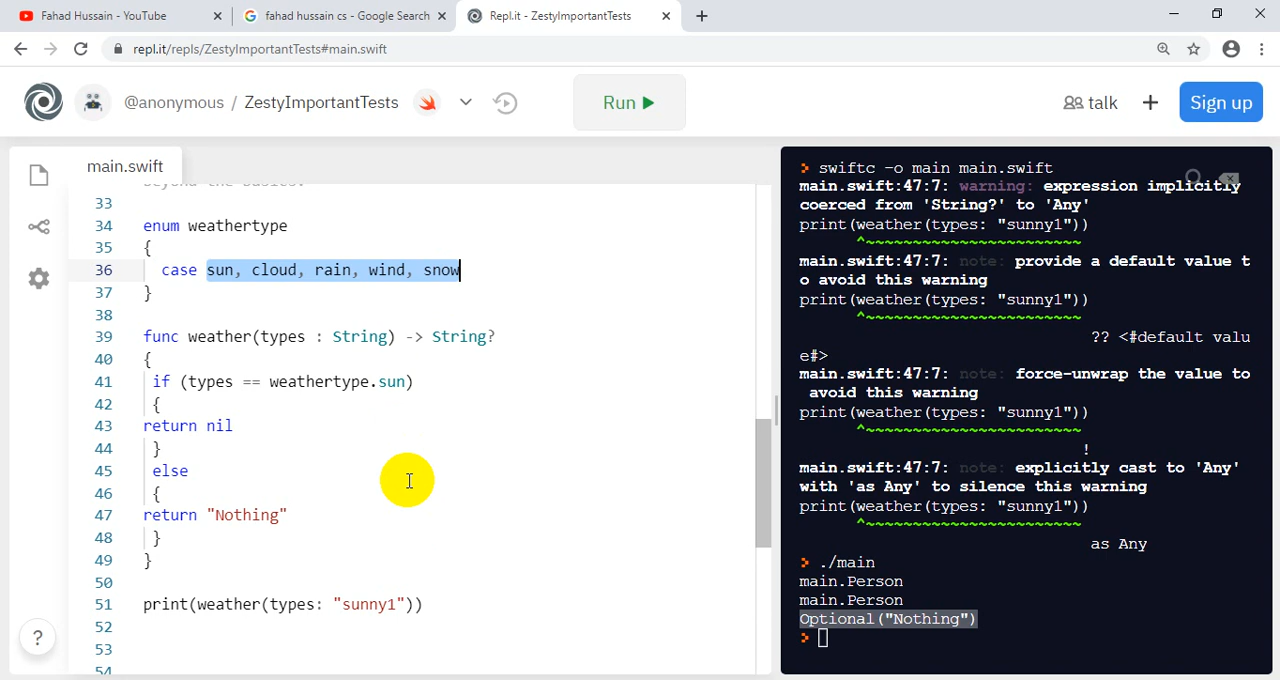 Fahad Hussain - YouTube
fahad hussain cs - Google Search
Repl.it - ZestyImportantTests
repl.it/repls/ZestyImportantTests#main.swift
@anonymous / ZestyImportantTests
Run
talk
Sign up
main.swift
beyond the basics.
33
34 enum weathertype
35 {
36 case sun, cloud, rain, wind, snow
37 }
38
39 func weather(types : String) -> String?
40 {
41 if (types == weathertype.sun)
42 {
43 return nil
44 }
45 else
46 {
47 return "Nothing"
48 }
49 }
50
51 print(weather(types: "sunny1"))
52
53
54
?
> swiftc -o main main.swift
main.swift:47:7: warning: expression implicitly
coerced from 'String?' to 'Any'
print(weather(types: "sunny1"))
^~~~~~~~~~~~~~~~~~~~~~~~
main.swift:47:7: note: provide a default value t
o avoid this warning
print(weather(types: "sunny1"))
^~~~~~~~~~~~~~~~~~~~~~~~
?? <#default valu
e#>
main.swift:47:7: note: force-unwrap the value to
avoid this warning
print(weather(types: "sunny1"))
^~~~~~~~~~~~~~~~~~~~~~~~
!
main.swift:47:7: note: explicitly cast to 'Any'
with 'as Any' to silence this warning
print(weather(types: "sunny1"))
^~~~~~~~~~~~~~~~~~~~~~~~
as Any
> ./main
main.Person
main.Person
Optional("Nothing")
>